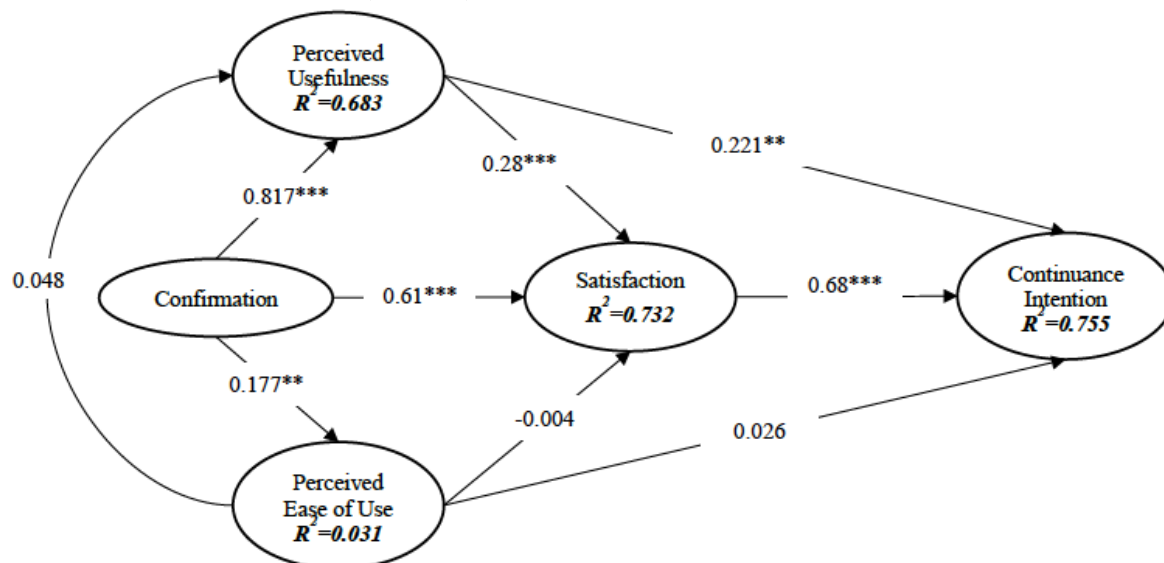 Perceived
Usefulness
R²=0.683
0.221**
0.28***
0.817***
0.048
Confirmation
0.61***
Satisfaction
R²=0.732
0.68***
Continuance
Intention
R²=0.755
0.177**
-0.004
0.026
Perceived
Ease of Use
R²=0.031